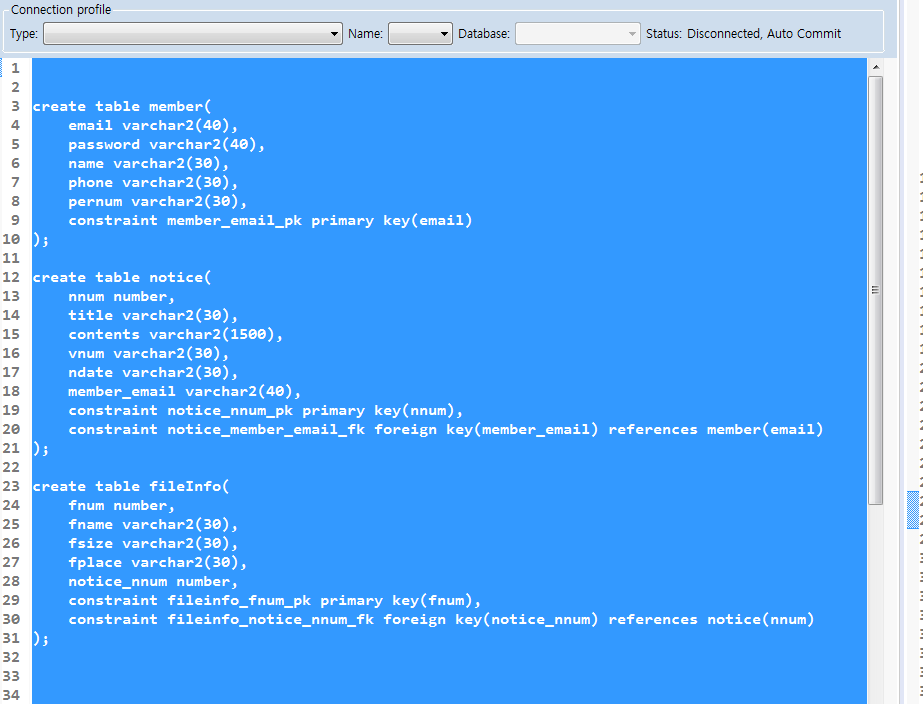 Connection profile
Type: Name: Database: Status: Disconnected, Auto Commit
1
2
3 create table member(
4     email varchar2(40),
5     password varchar2(40),
6     name varchar2(30),
7     phone varchar2(30),
8     pernum varchar2(30),
9     constraint member_email_pk primary key(email)
10 );
11
12 create table notice(
13     nnum number,
14     title varchar2(30),
15     contents varchar2(1500),
16     vnum varchar2(30),
17     ndate varchar2(30),
18     member_email varchar2(40),
19     constraint notice_nnum_pk primary key(nnum),
20     constraint notice_member_email_fk foreign key(member_email) references member(email)
21 );
22
23 create table fileInfo(
24     fnum number,
25     fname varchar2(30),
26     fsize varchar2(30),
27     fplace varchar2(30),
28     notice_nnum number,
29     constraint fileinfo_fnum_pk primary key(fnum),
30     constraint fileinfo_notice_nnum_fk foreign key(notice_nnum) references notice(nnum)
31 );
32
33
34